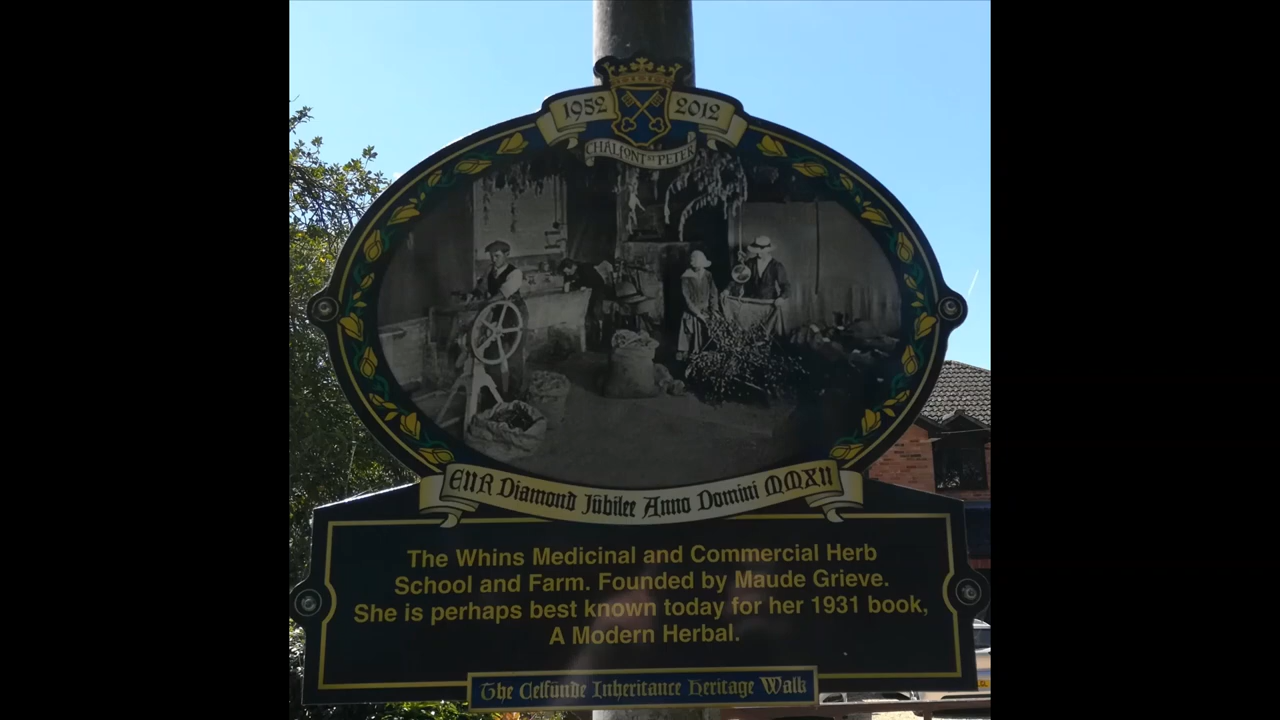 1952 2012
CHALFONT ST PETER
EIIR Diamond Jubilee Anno Domini MMXII
The Whins Medicinal and Commercial Herb
School and Farm. Founded by Maude Grieve.
She is perhaps best known today for her 1931 book,
A Modern Herbal.
The Celfunde Inheritance Heritage Walk